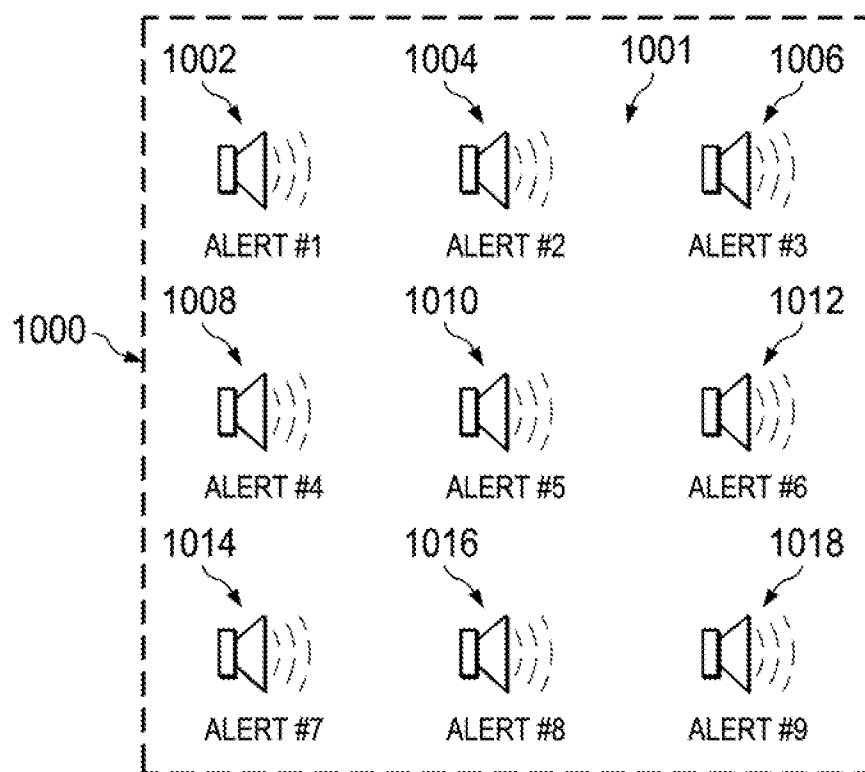 1002 1004 1001 1006
ALERT #1 ALERT #2 ALERT #3
1000 1008 1010 1012
ALERT #4 ALERT #5 ALERT #6
1014 1016 1018
ALERT #7 ALERT #8 ALERT #9